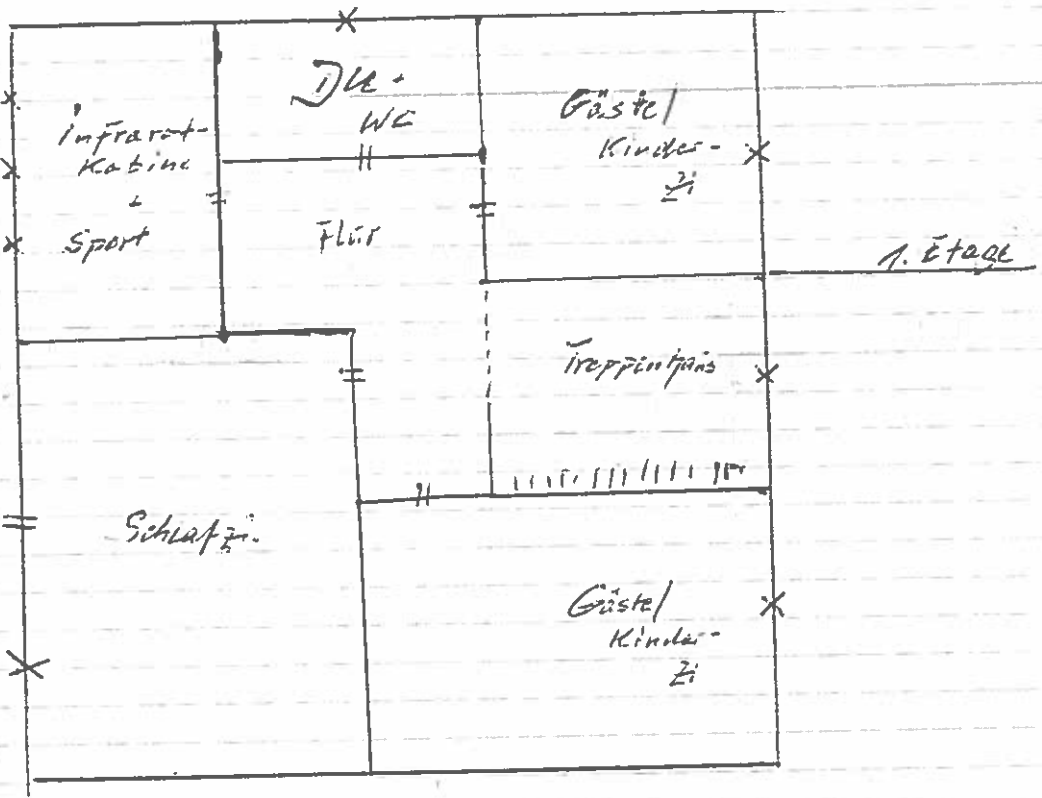 DU +
WC
Infrarot-
Kabine
+
Sport
Flur
Gäste/
Kinder-
Zi
1. Etage
Treppenhaus
Schlafzi.
Gäste/
Kinder-
Zi